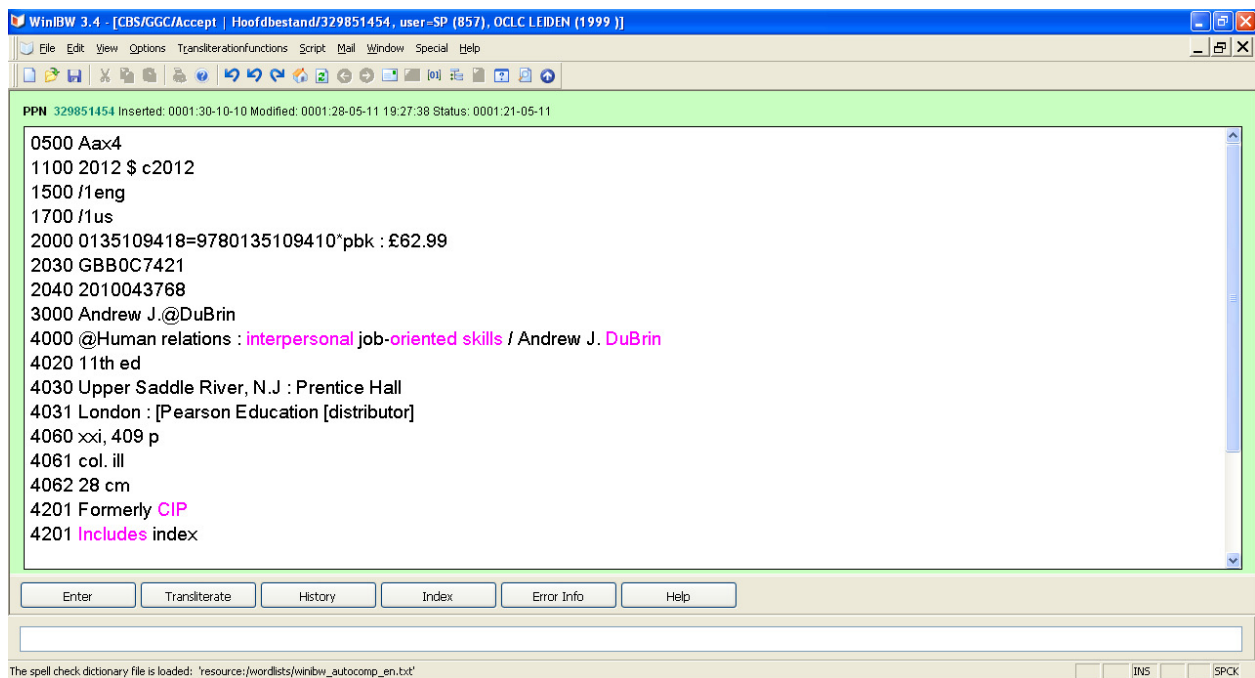 WinIBW 3.4 - [CBS/GGC/Accept | Hoofdbestand/329851454, user=SP (857), OCLC LEIDEN (1999 )]
File Edit View Options Transliterationfunctions Script Mail Window Special Help
PPN 329851454 Inserted: 0001:30-10-10 Modified: 0001:28-05-11 19:27:38 Status: 0001:21-05-11
0500 Aax4
1100 2012 $ c2012
1500 /1eng
1700 /1us
2000 0135109418=9780135109410*pbk : £62.99
2030 GBB0C7421
2040 2010043768
3000 Andrew J.@DuBrin
4000 @Human relations : interpersonal job-oriented skills / Andrew J. DuBrin
4020 11th ed
4030 Upper Saddle River, N.J : Prentice Hall
4031 London : [Pearson Education [distributor]
4060 xxi, 409 p
4061 col. ill
4062 28 cm
4201 Formerly CIP
4201 Includes index
Enter Transliterate History Index Error Info Help
The spell check dictionary file is loaded: 'resource:/wordlists/winibw_autocomp_en.txt' INS SPCK